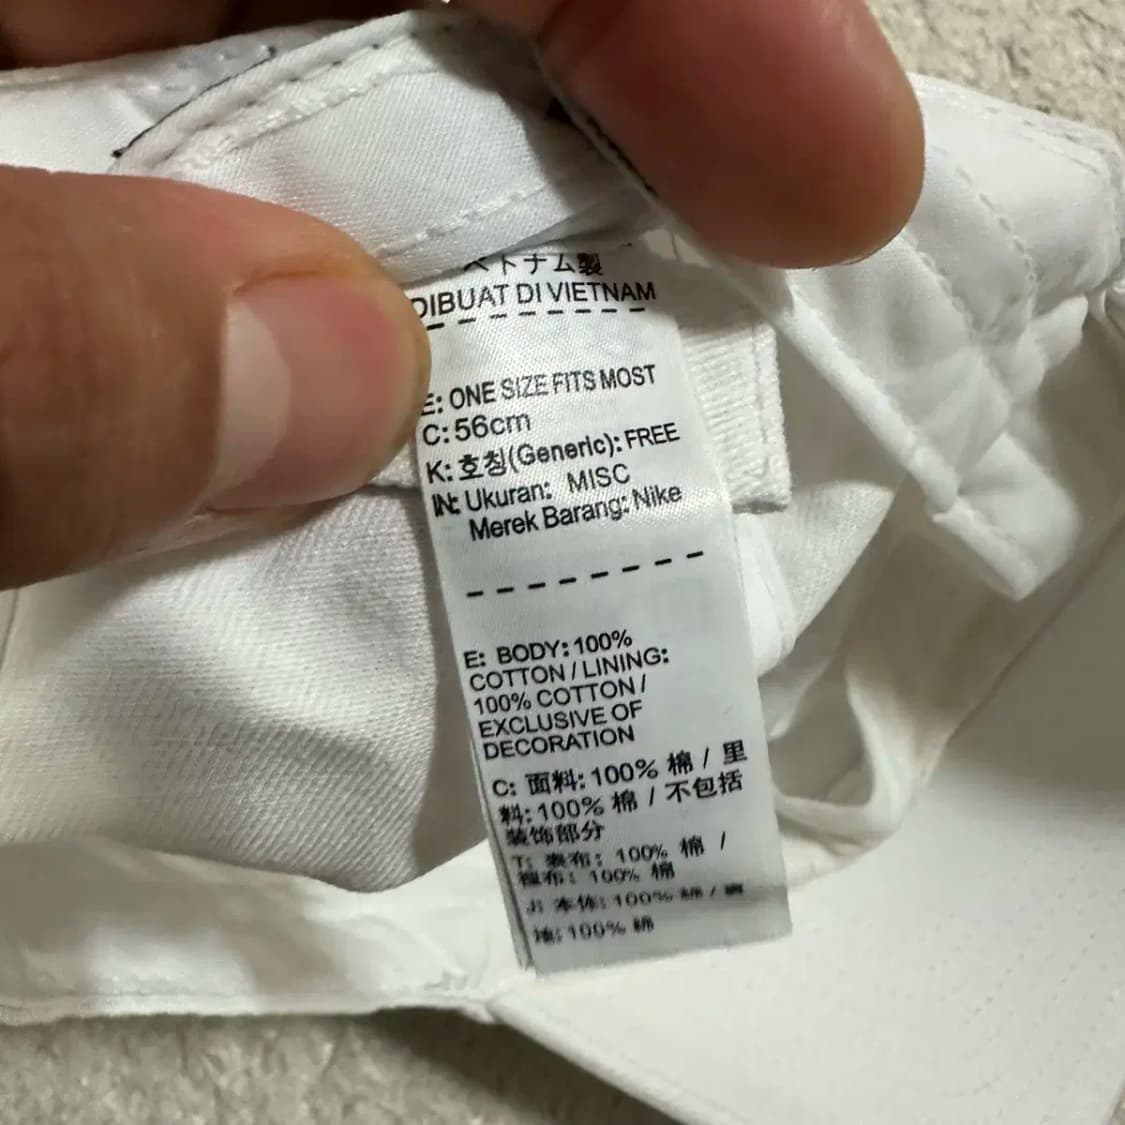 ベトナム製
DIBUAT DI VIETNAM
E: ONE SIZE FITS MOST
C: 56cm
K: 호칭(Generic): FREE
IN: Ukuran: MISC
Merek Barang: Nike
E: BODY: 100%
COTTON / LINING:
100% COTTON /
EXCLUSIVE OF
DECORATION
C: 面料: 100% 棉 / 里
料: 100% 棉 / 不包括
装饰部分
T: 表布: 100% 棉 /
裡布: 100% 棉
J: 本体: 100% 綿 / 裏
地: 100% 綿